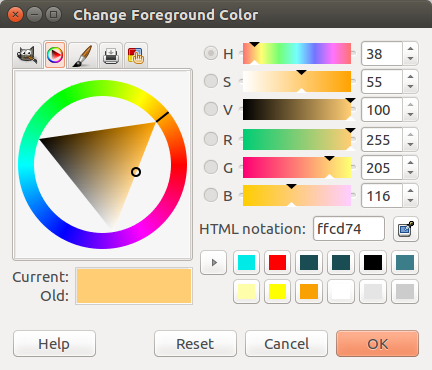 Change Foreground Color
H 38
S 55
V 100
R 255
G 205
B 116
HTML notation: ffcd74
Current:
Old:
Help Reset Cancel OK